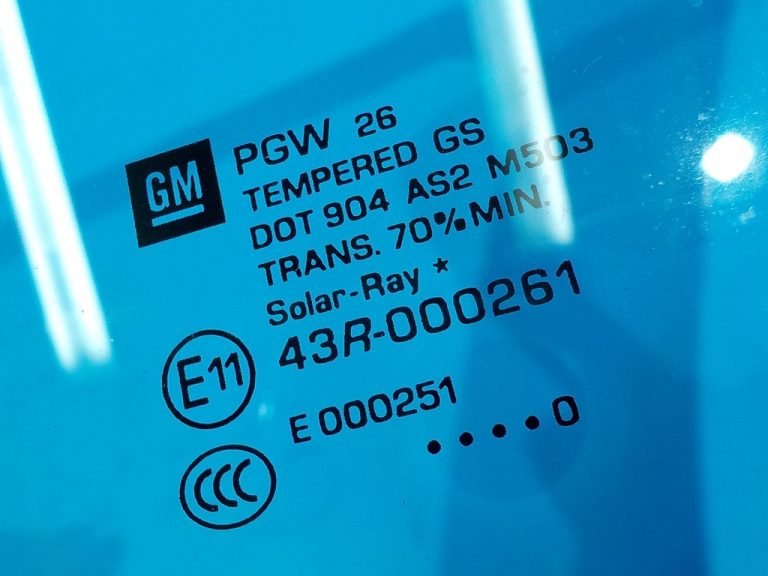 GM
PGW 26
TEMPERED GS
DOT 904 AS2 M503
TRANS. 70% MIN.
Solar-Ray *
E11
43R-000261
E 000251
CCC
••••0